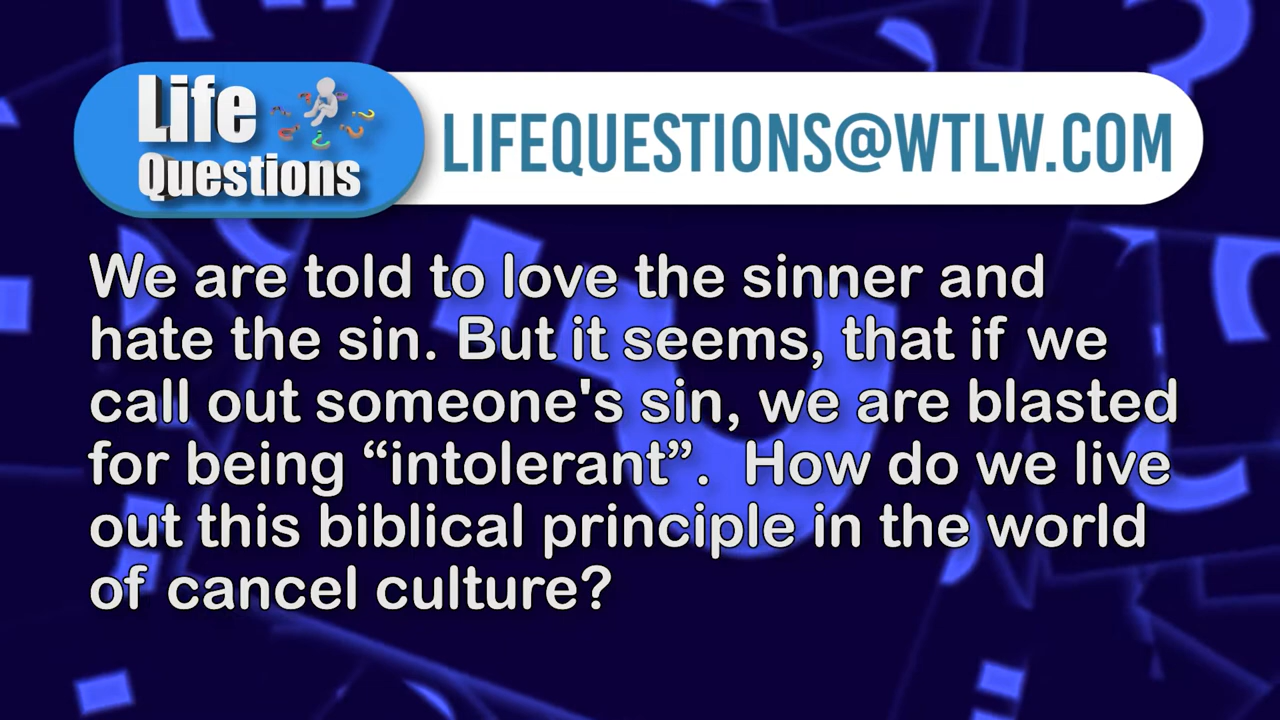 Life
Questions
LIFEQUESTIONS@WTLW.COM
We are told to love the sinner and
hate the sin. But it seems, that if we
call out someone's sin, we are blasted
for being “intolerant”. How do we live
out this biblical principle in the world
of cancel culture?